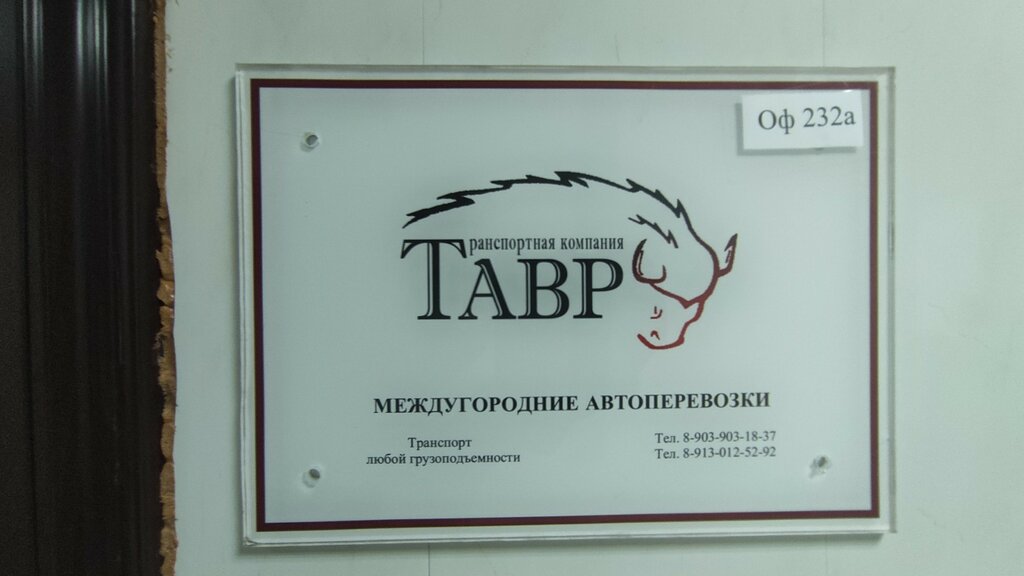 Оф 232а
Транспортная компания
ТАВР
МЕЖДУГОРОДНИЕ АВТОПЕРЕВОЗКИ
Транспорт
любой грузоподъемности
Тел. 8-903-903-18-37
Тел. 8-913-012-52-92